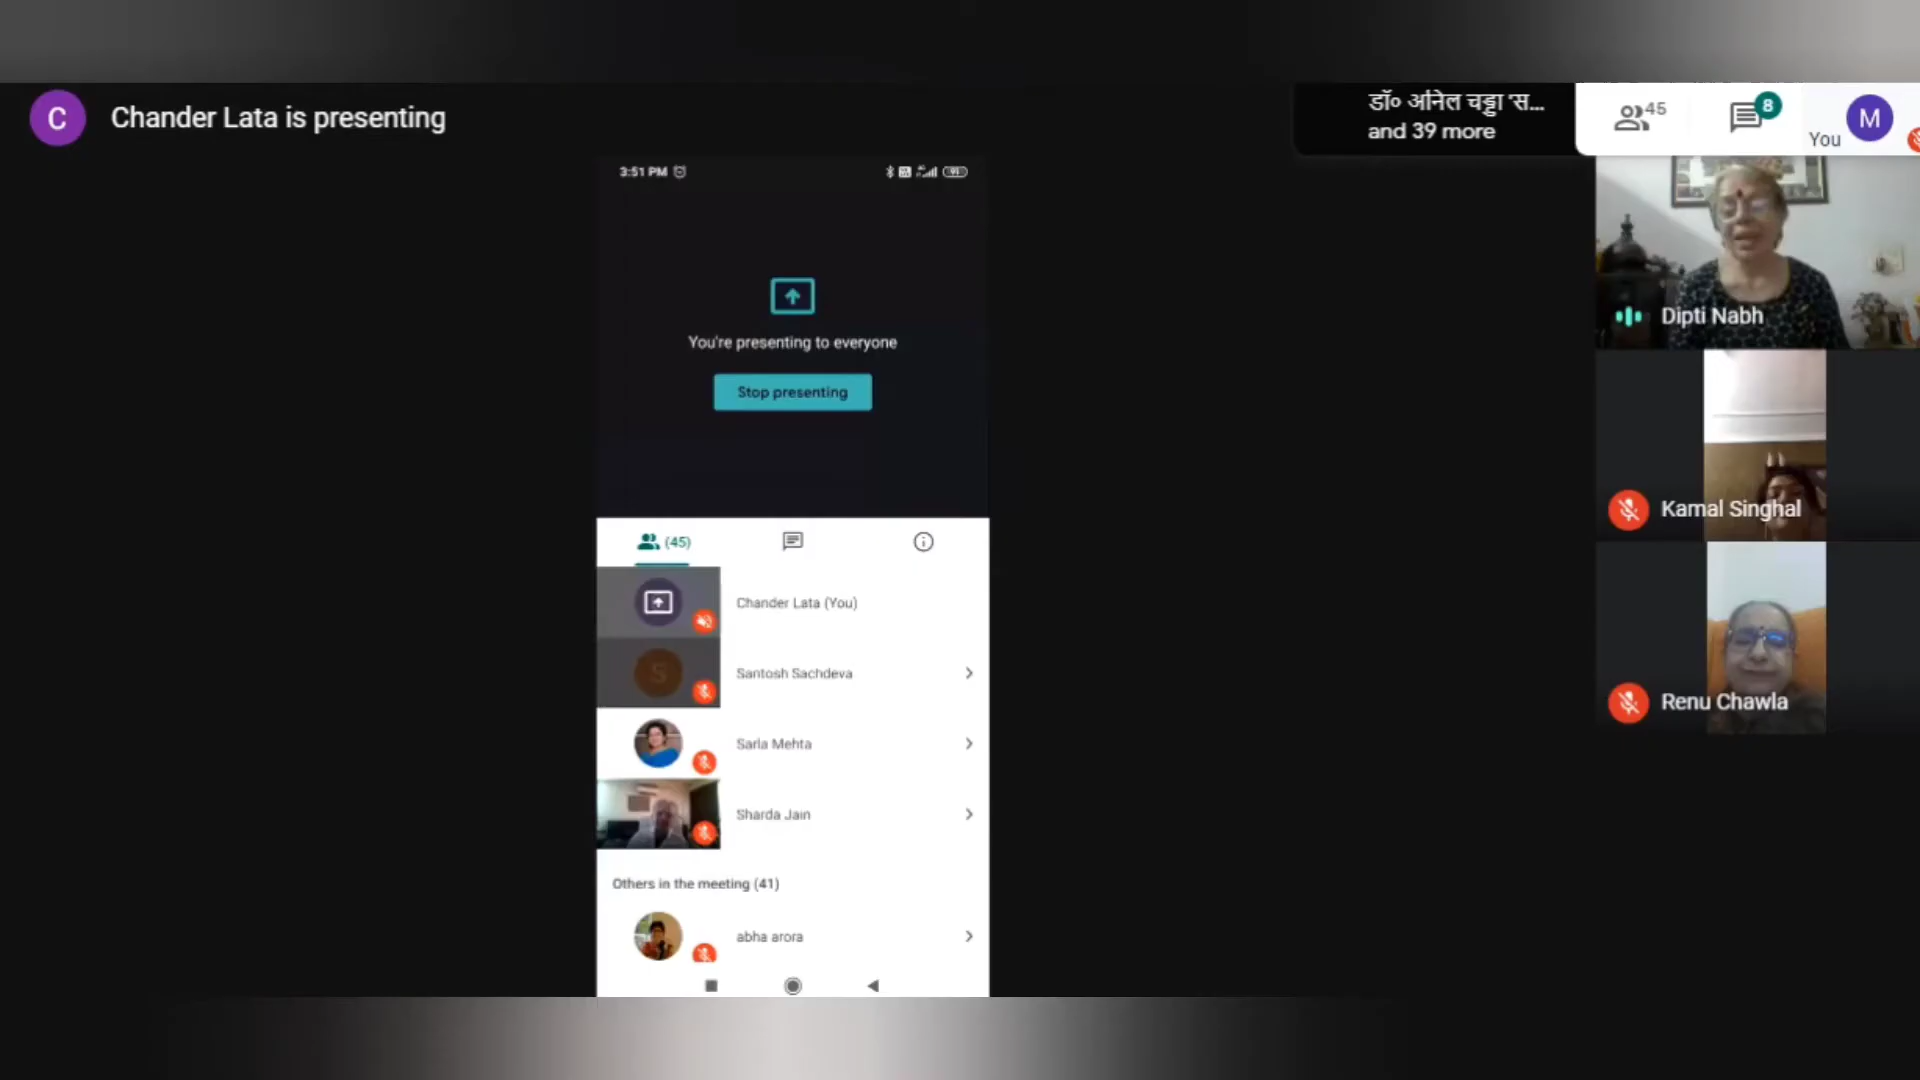 C
Chander Lata is presenting
डॉ० अनिल चड्डा 'स...
and 39 more
45
8
You
M
3:51 PM
91
You're presenting to everyone
Stop presenting
(45)
Chander Lata (You)
S
Santosh Sachdeva
Sarla Mehta
Sharda Jain
Others in the meeting (41)
abha arora
Dipti Nabh
Kamal Singhal
Renu Chawla